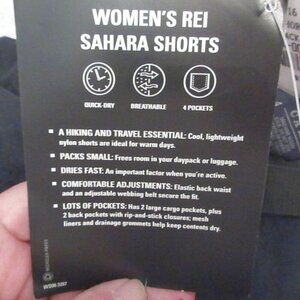 WOMEN'S REI
SAHARA SHORTS
QUICK-DRY
BREATHABLE
4 POCKETS
▪ A HIKING AND TRAVEL ESSENTIAL: Cool, lightweight
nylon shorts are ideal for warm days.
▪ PACKS SMALL: Frees room in your daypack or luggage.
▪ DRIES FAST: An important factor when you're active.
▪ COMFORTABLE ADJUSTMENTS: Elastic back waist
and an adjustable webbing belt secure the fit.
▪ LOTS OF POCKETS: Has 2 large cargo pockets, plus
2 back pockets with rip-and-stick closures; mesh
liners and drainage grommets help keep contents dry.
RECYCLED PAPER